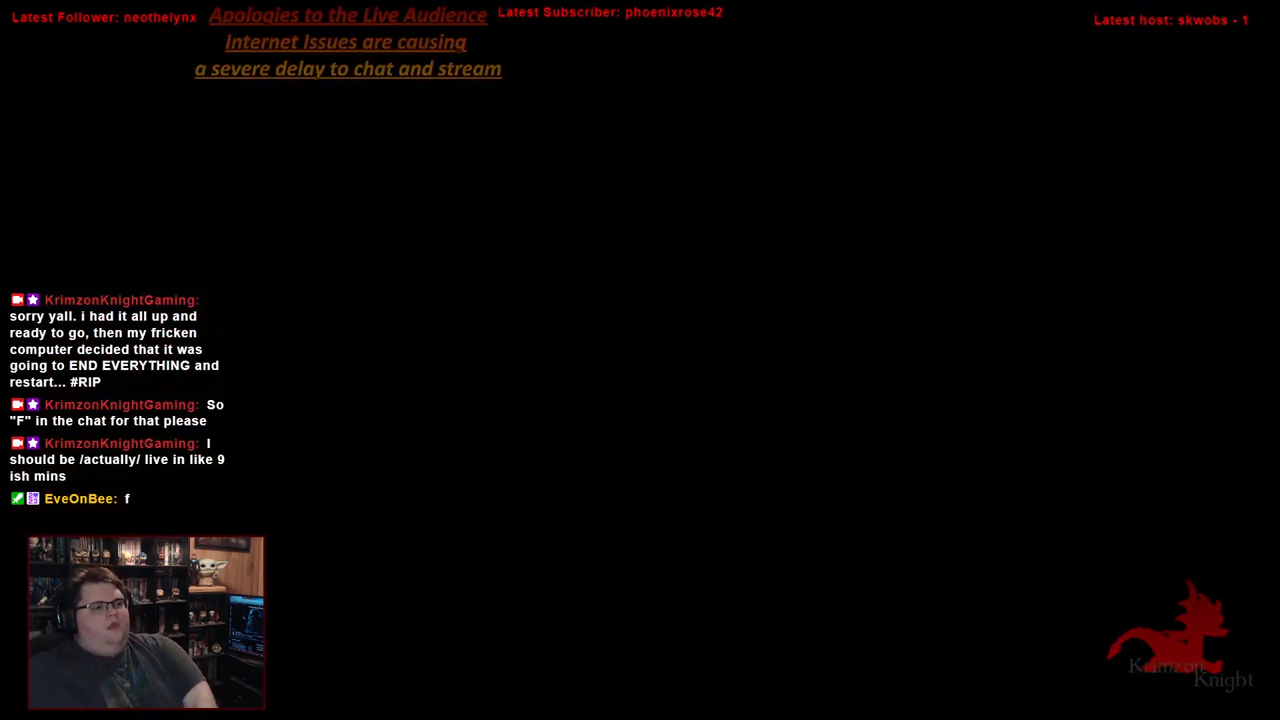 Latest Follower: neothelynx
Apologies to the Live Audience
Internet Issues are causing
a severe delay to chat and stream
Latest Subscriber: phoenixrose42
Latest host: skwobs - 1
KrimzonKnightGaming:
sorry yall. i had it all up and
ready to go, then my fricken
computer decided that it was
going to END EVERYTHING and
restart... #RIP
KrimzonKnightGaming: So
"F" in the chat for that please
KrimzonKnightGaming: I
should be /actually/ live in like 9
ish mins
EveOnBee: f
Krimzon
Knight